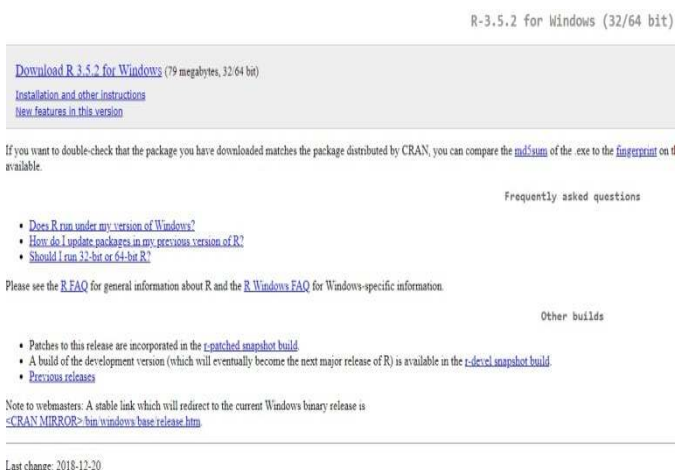 R-3.5.2 for Windows (32/64 bit)
Download R 3.5.2 for Windows (79 megabytes, 32/64 bit)
Installation and other instructions
New features in this version
If you want to double-check that the package you have downloaded matches the package distributed by CRAN, you can compare the md5sum of the .exe to the fingerprint on
available.
Frequently asked questions
• Does R run under my version of Windows?
• How do I update packages in my previous version of R?
• Should I run 32-bit or 64-bit R?
Please see the R FAQ for general information about R and the R Windows FAQ for Windows-specific information.
Other builds
• Patches to this release are incorporated in the r-patched snapshot build.
• A build of the development version (which will eventually become the next major release of R) is available in the r-devel snapshot build.
• Previous releases
Note to webmasters: A stable link which will redirect to the current Windows binary release is
<CRAN MIRROR>/bin/windows/base/release.htm.
Last change: 2018-12-20